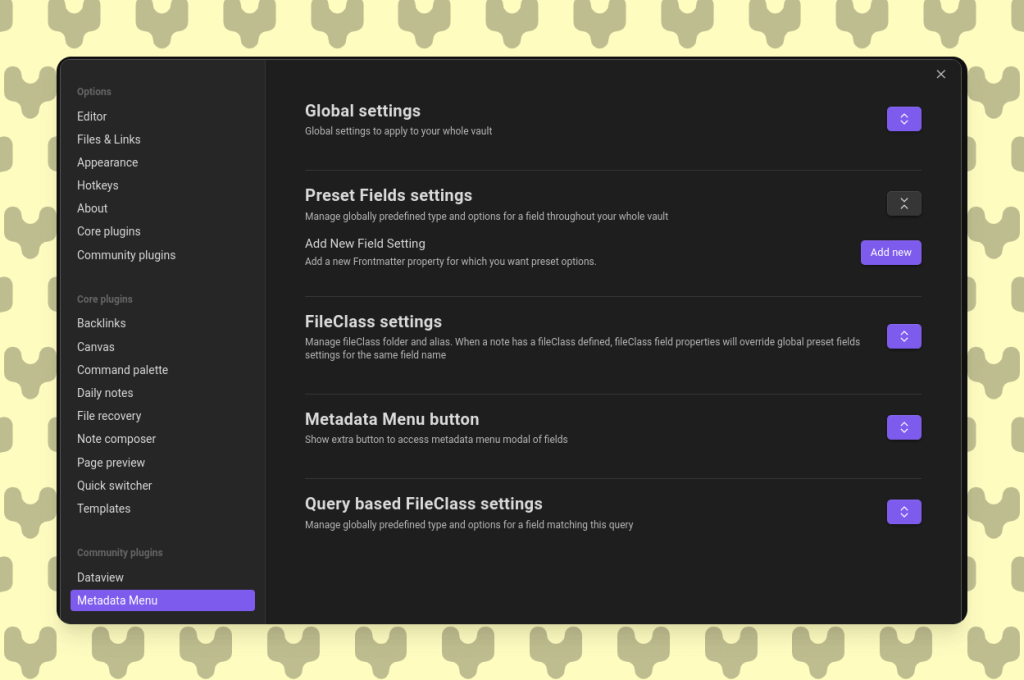 Options
Editor
Files & Links
Appearance
Hotkeys
About
Core plugins
Community plugins
Core plugins
Backlinks
Canvas
Command palette
Daily notes
File recovery
Note composer
Page preview
Quick switcher
Templates
Community plugins
Dataview
Metadata Menu
Global settings
Global settings to apply to your whole vault
Preset Fields settings
Manage globally predefined type and options for a field throughout your whole vault
Add New Field Setting
Add a new Frontmatter property for which you want preset options.
Add new
FileClass settings
Manage fileClass folder and alias. When a note has a fileClass defined, fileClass field properties will override global preset fields
settings for the same field name
Metadata Menu button
Show extra button to access metadata menu modal of fields
Query based FileClass settings
Manage globally predefined type and options for a field matching this query